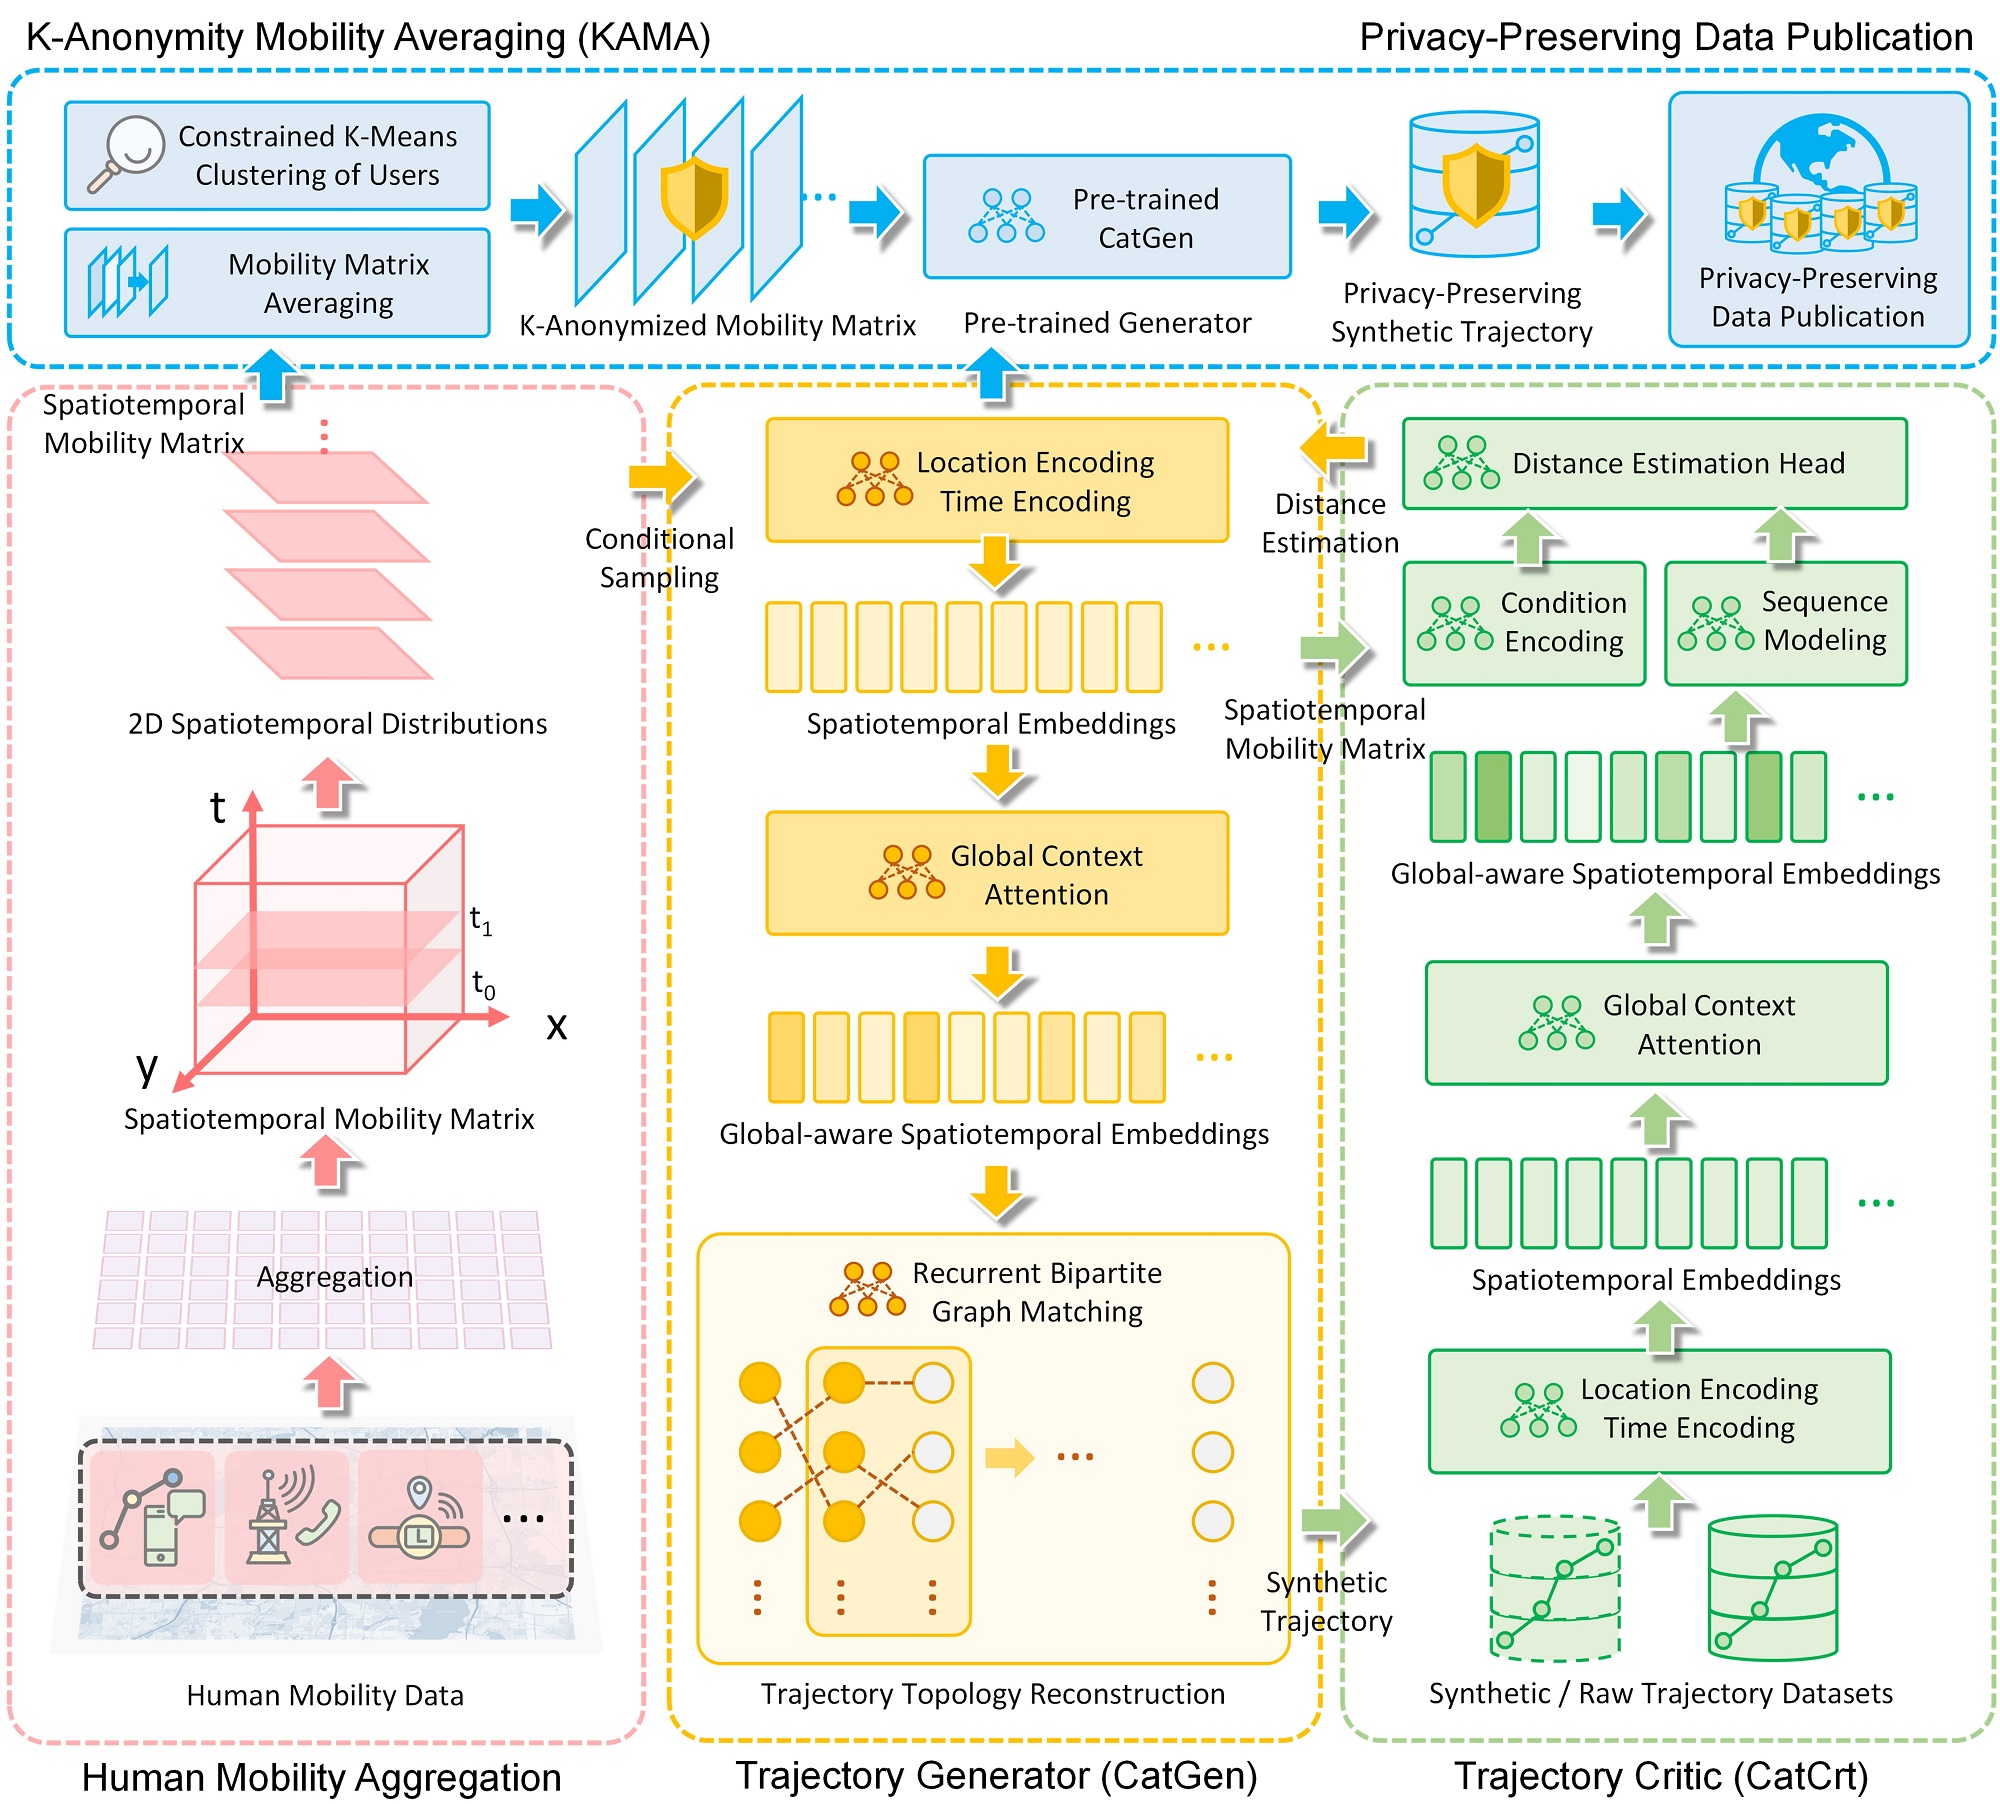 K-Anonymity Mobility Averaging (KAMA)
Privacy-Preserving Data Publication
Constrained K-Means
Clustering of Users
Mobility Matrix
Averaging
K-Anonymized Mobility Matrix
Pre-trained
CatGen
Pre-trained Generator
Privacy-Preserving
Synthetic Trajectory
Privacy-Preserving
Data Publication
Spatiotemporal
Mobility Matrix
2D Spatiotemporal Distributions
t
t1
t0
x
y
Spatiotemporal Mobility Matrix
Aggregation
Human Mobility Data
Human Mobility Aggregation
Conditional
Sampling
Location Encoding
Time Encoding
Spatiotemporal Embeddings
Global Context
Attention
Global-aware Spatiotemporal Embeddings
Recurrent Bipartite
Graph Matching
Trajectory Topology Reconstruction
Trajectory Generator (CatGen)
Distance
Estimation
Spatiotemporal
Mobility Matrix
Synthetic
Trajectory
Distance Estimation Head
Condition
Encoding
Sequence
Modeling
Global-aware Spatiotemporal Embeddings
Global Context
Attention
Spatiotemporal Embeddings
Location Encoding
Time Encoding
Synthetic / Raw Trajectory Datasets
Trajectory Critic (CatCrt)